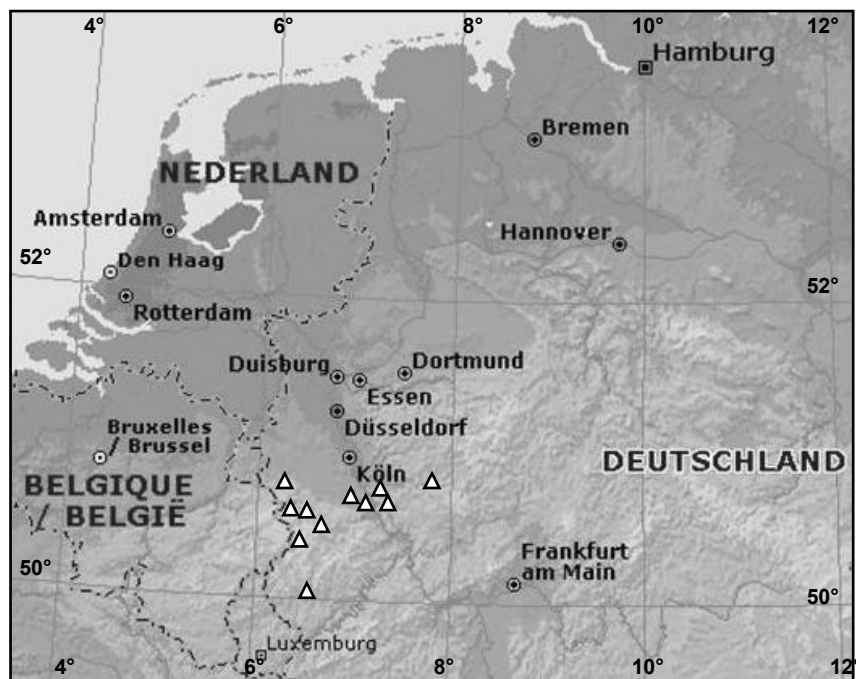 4°
6°
8°
10°
12°
Hamburg
Bremen
NEDERLAND
Amsterdam
Hannover
52°
Den Haag
52°
Rotterdam
Duisburg
Dortmund
Essen
Düsseldorf
Bruxelles
/ Brussel
Köln
DEUTSCHLAND
BELGIQUE
/ BELGIË
Frankfurt
am Main
50°
50°
Luxemburg
4°
6°
8°
10°
12°